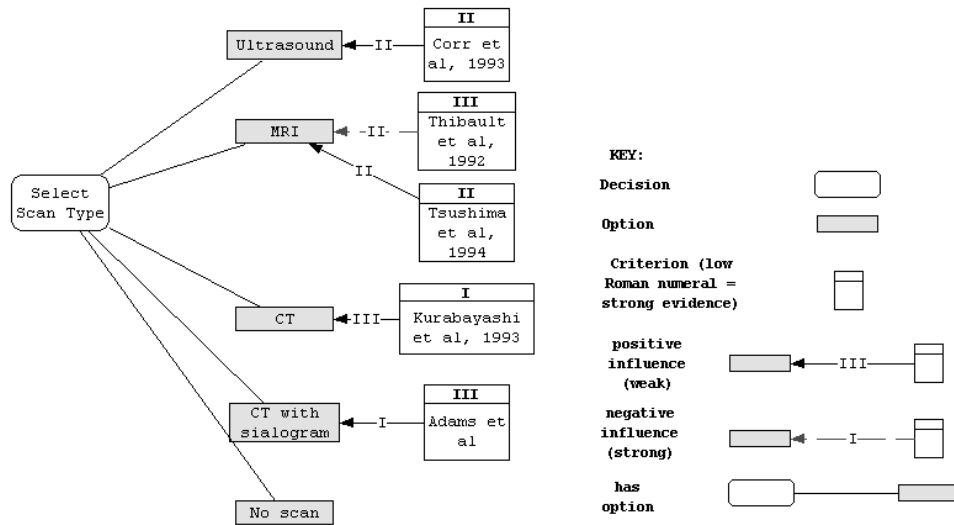 Select
Scan Type
Ultrasound
II
II
Corr et
al, 1993
MRI
II
III
Thibault
et al,
1992
II
II
Tsushima
et al,
1994
CT
III
I
Kurabayashi
et al, 1993
CT with
sialogram
I
III
Adams et
al
No scan
KEY:
Decision
Option
Criterion (low
Roman numeral =
strong evidence)
positive
influence
(weak)
III
negative
influence
(strong)
I
has
option